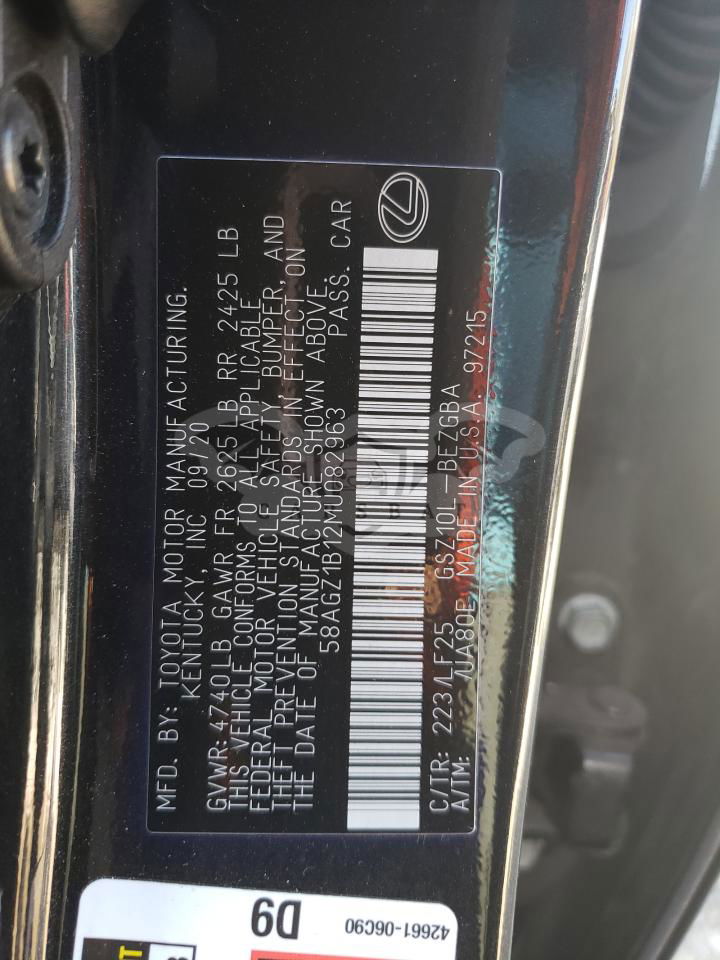 MFD. BY: TOYOTA MOTOR MANUFACTURING.
KENTUCKY, INC 09/20
GVWR: 4740LB GAWR FR 2625LB RR 2425 LB
THIS VEHICLE CONFORMS TO ALL APPLICABLE
FEDERAL MOTOR VEHICLE SAFETY, BUMPER, AND
THEFT PREVENTION STANDARDS IN EFFECT ON
THE DATE OF MANUFACTURE SHOWN ABOVE.
58AGZ1B12MU082963 PASS. CAR
C/TR: 223/LF25 GSZ10L-BEZGBA
A/TM: /UA80E MADE IN U.S.A. 97215
D9
42661-06C90